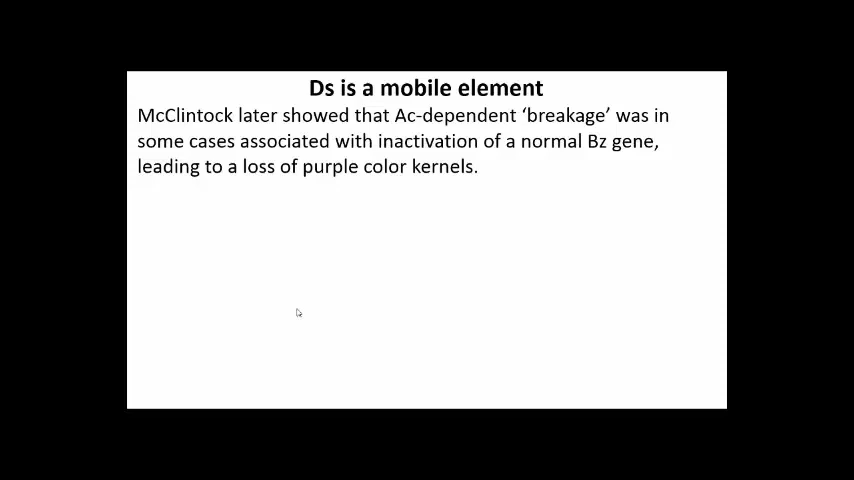 Ds is a mobile element
McClintock later showed that Ac-dependent ‘breakage’ was in
some cases associated with inactivation of a normal Bz gene,
leading to a loss of purple color kernels.